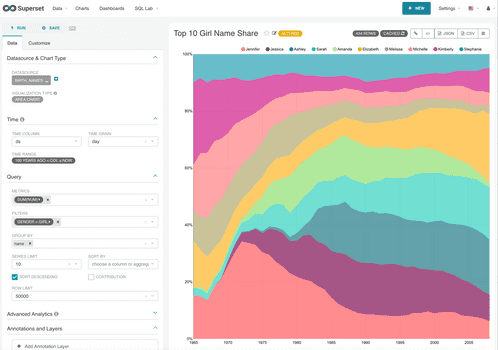 Superset
Data
Charts
Dashboards
SQL Lab
NEW
Settings
RUN
SAVE
Data
Customize
Datasource & Chart Type
DATASOURCE
BIRTH_NAMES
VISUALIZATION TYPE
AREA CHART
Time
TIME COLUMN
TIME GRAIN
ds
day
TIME RANGE
100 YEARS AGO ≤ COL < NOW
Query
METRICS
SUM(NUM)
FILTERS
GENDER = GIRL
GROUP BY
name
SERIES LIMIT
SORT BY
10
choose a column or aggreg
SORT DESCENDING
CONTRIBUTION
ROW LIMIT
50000
Advanced Analytics
Annotations and Layers
Add Annotation Layer
Top 10 Girl Name Share
ALTERED
CACHED
JSON
.CSV
Jennifer Jessica Ashley Sarah Amanda Elizabeth Melissa Michelle Kimberly Stephanie
100%
80%
60%
40%
20%
0%
1965 1970 1975 1980 1985 1990 1995 2000 2005